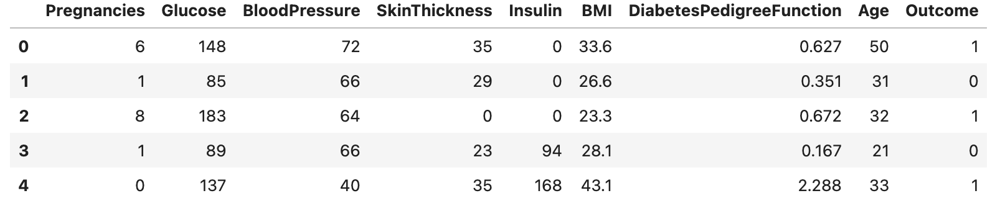 Pregnancies Glucose BloodPressure SkinThickness Insulin BMI DiabetesPedigreeFunction Age Outcome
0 6 148 72 35 0 33.6 0.627 50 1
1 1 85 66 29 0 26.6 0.351 31 0
2 8 183 64 0 0 23.3 0.672 32 1
3 1 89 66 23 94 28.1 0.167 21 0
4 0 137 40 35 168 43.1 2.288 33 1